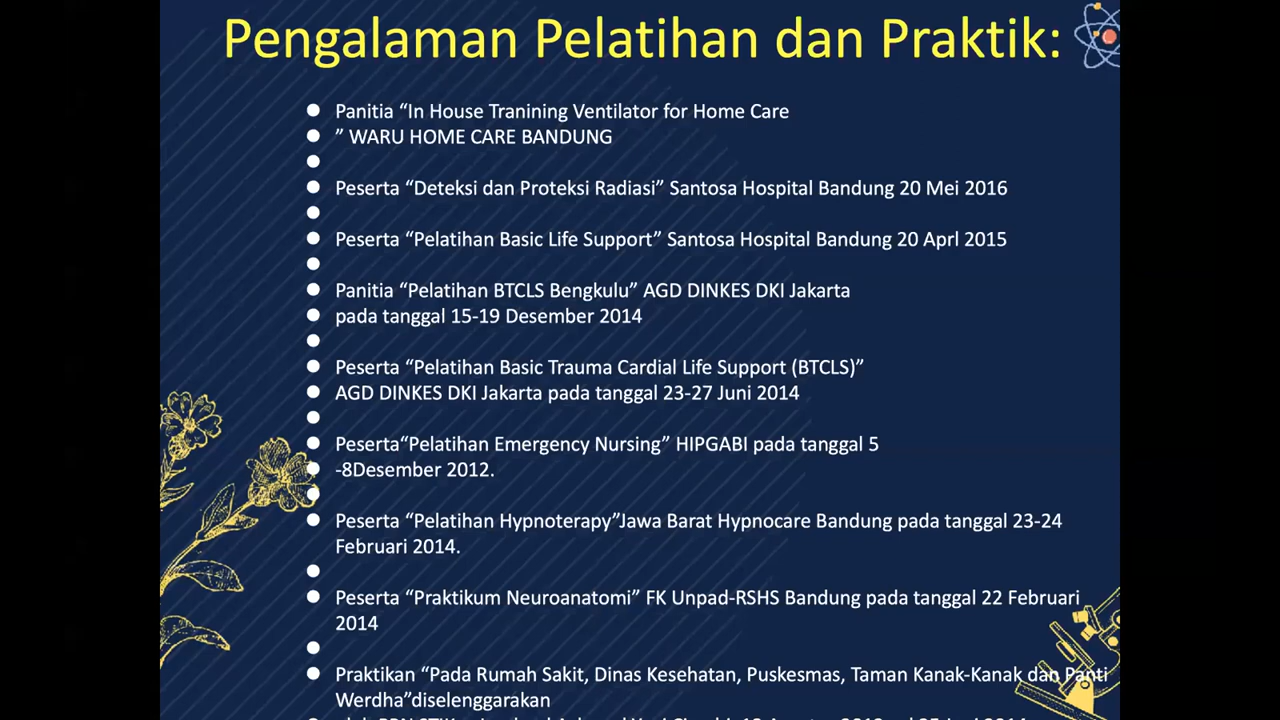 Pengalaman Pelatihan dan Praktik:
Panitia “In House Tranining Ventilator for Home Care
” WARU HOME CARE BANDUNG
Peserta “Deteksi dan Proteksi Radiasi” Santosa Hospital Bandung 20 Mei 2016
Peserta “Pelatihan Basic Life Support” Santosa Hospital Bandung 20 Aprl 2015
Panitia “Pelatihan BTCLS Bengkulu” AGD DINKES DKI Jakarta
pada tanggal 15-19 Desember 2014
Peserta “Pelatihan Basic Trauma Cardial Life Support (BTCLS)”
AGD DINKES DKI Jakarta pada tanggal 23-27 Juni 2014
Peserta“Pelatihan Emergency Nursing” HIPGABI pada tanggal 5
-8Desember 2012.
Peserta “Pelatihan Hypnoterapy”Jawa Barat Hypnocare Bandung pada tanggal 23-24
Februari 2014.
Peserta “Praktikum Neuroanatomi” FK Unpad-RSHS Bandung pada tanggal 22 Februari
2014
Praktikan “Pada Rumah Sakit, Dinas Kesehatan, Puskesmas, Taman Kanak-Kanak dan Panti
Werdha”diselenggarakan